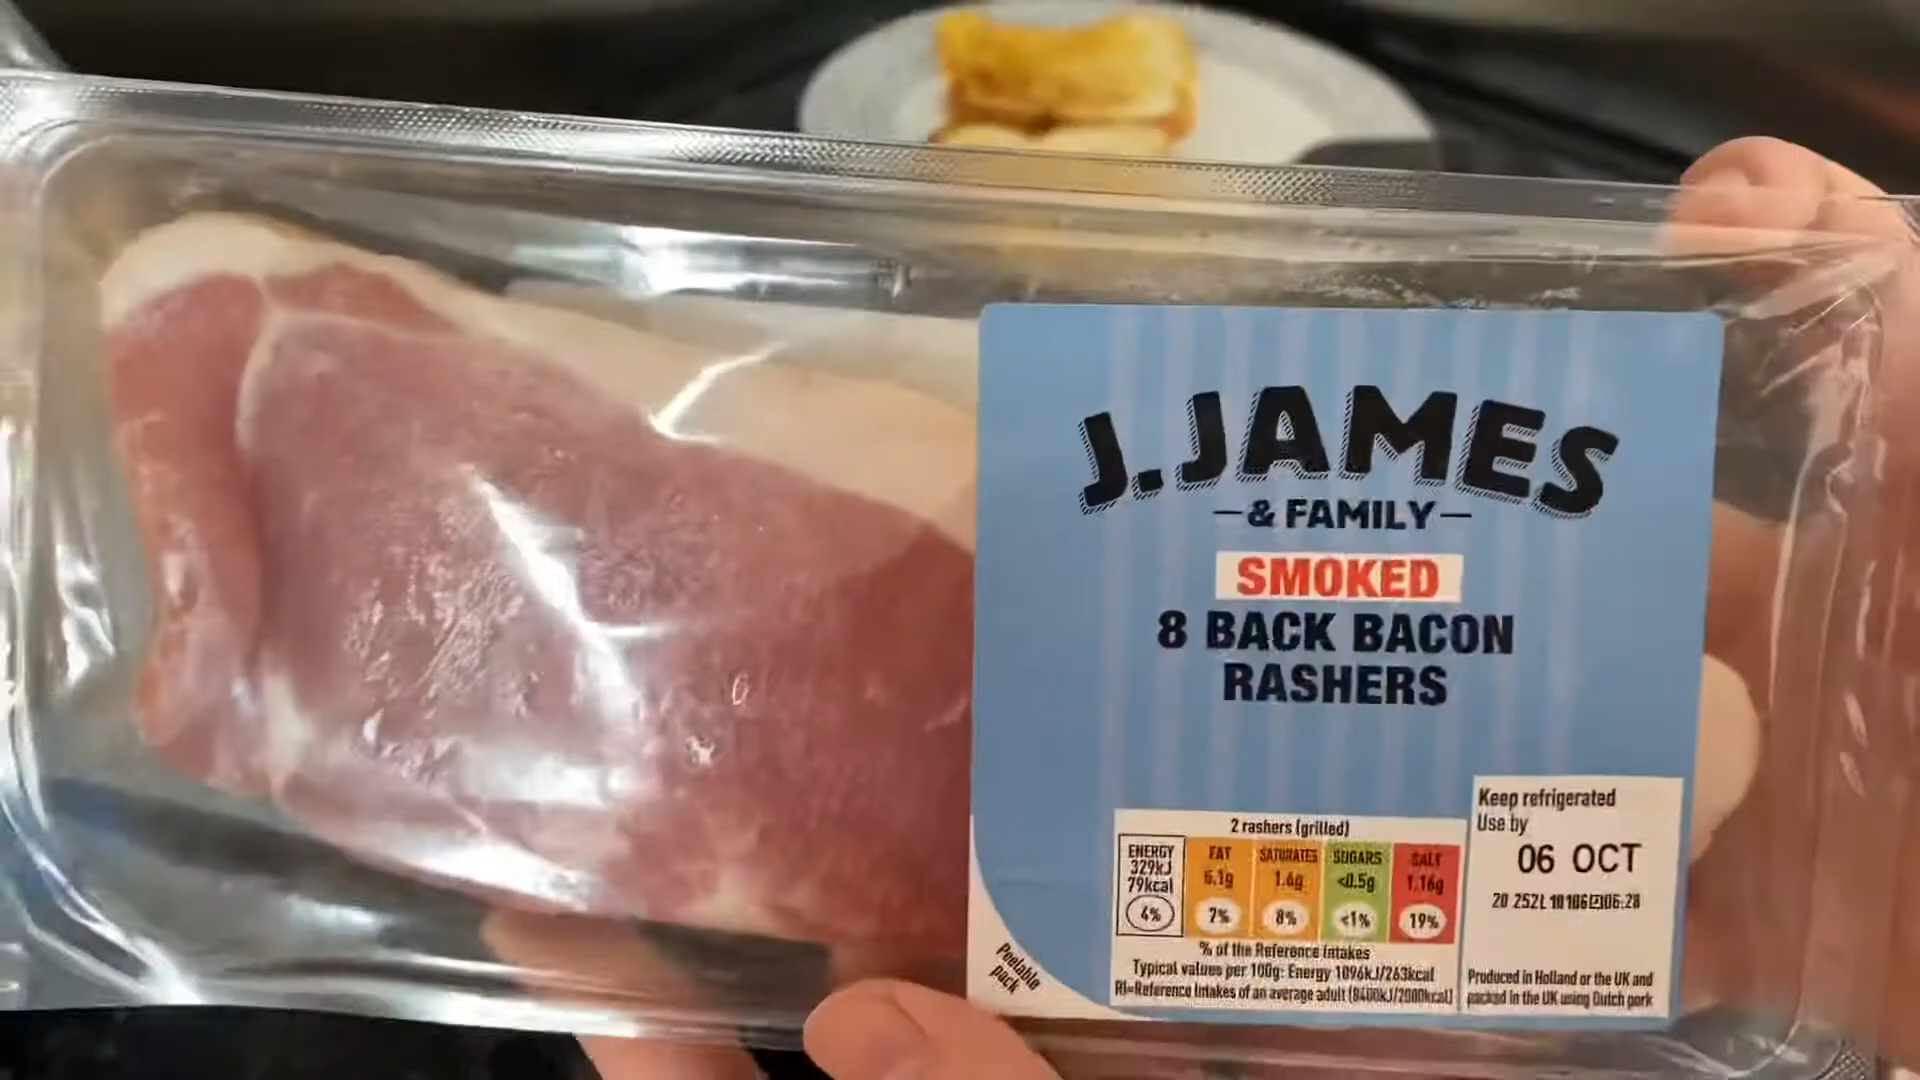 J. JAMES
& FAMILY
SMOKED
8 BACK BACON
RASHERS
2 rashers (grilled)
ENERGY
329kJ
79kcal
4%
FAT
5.1g
7%
SATURATES
1.6g
8%
SUGARS
<0.5g
<1%
SALT
1.16g
19%
% of the Reference Intakes
Typical values per 100g: Energy 1096kJ/263kcal
RI=Reference Intakes of an average adult (8400kJ/2000kcal)
Keep refrigerated
Use by
06 OCT
20 252L
Produced in Holland or the UK and
packed in the UK using Dutch pork
Peelable
pack